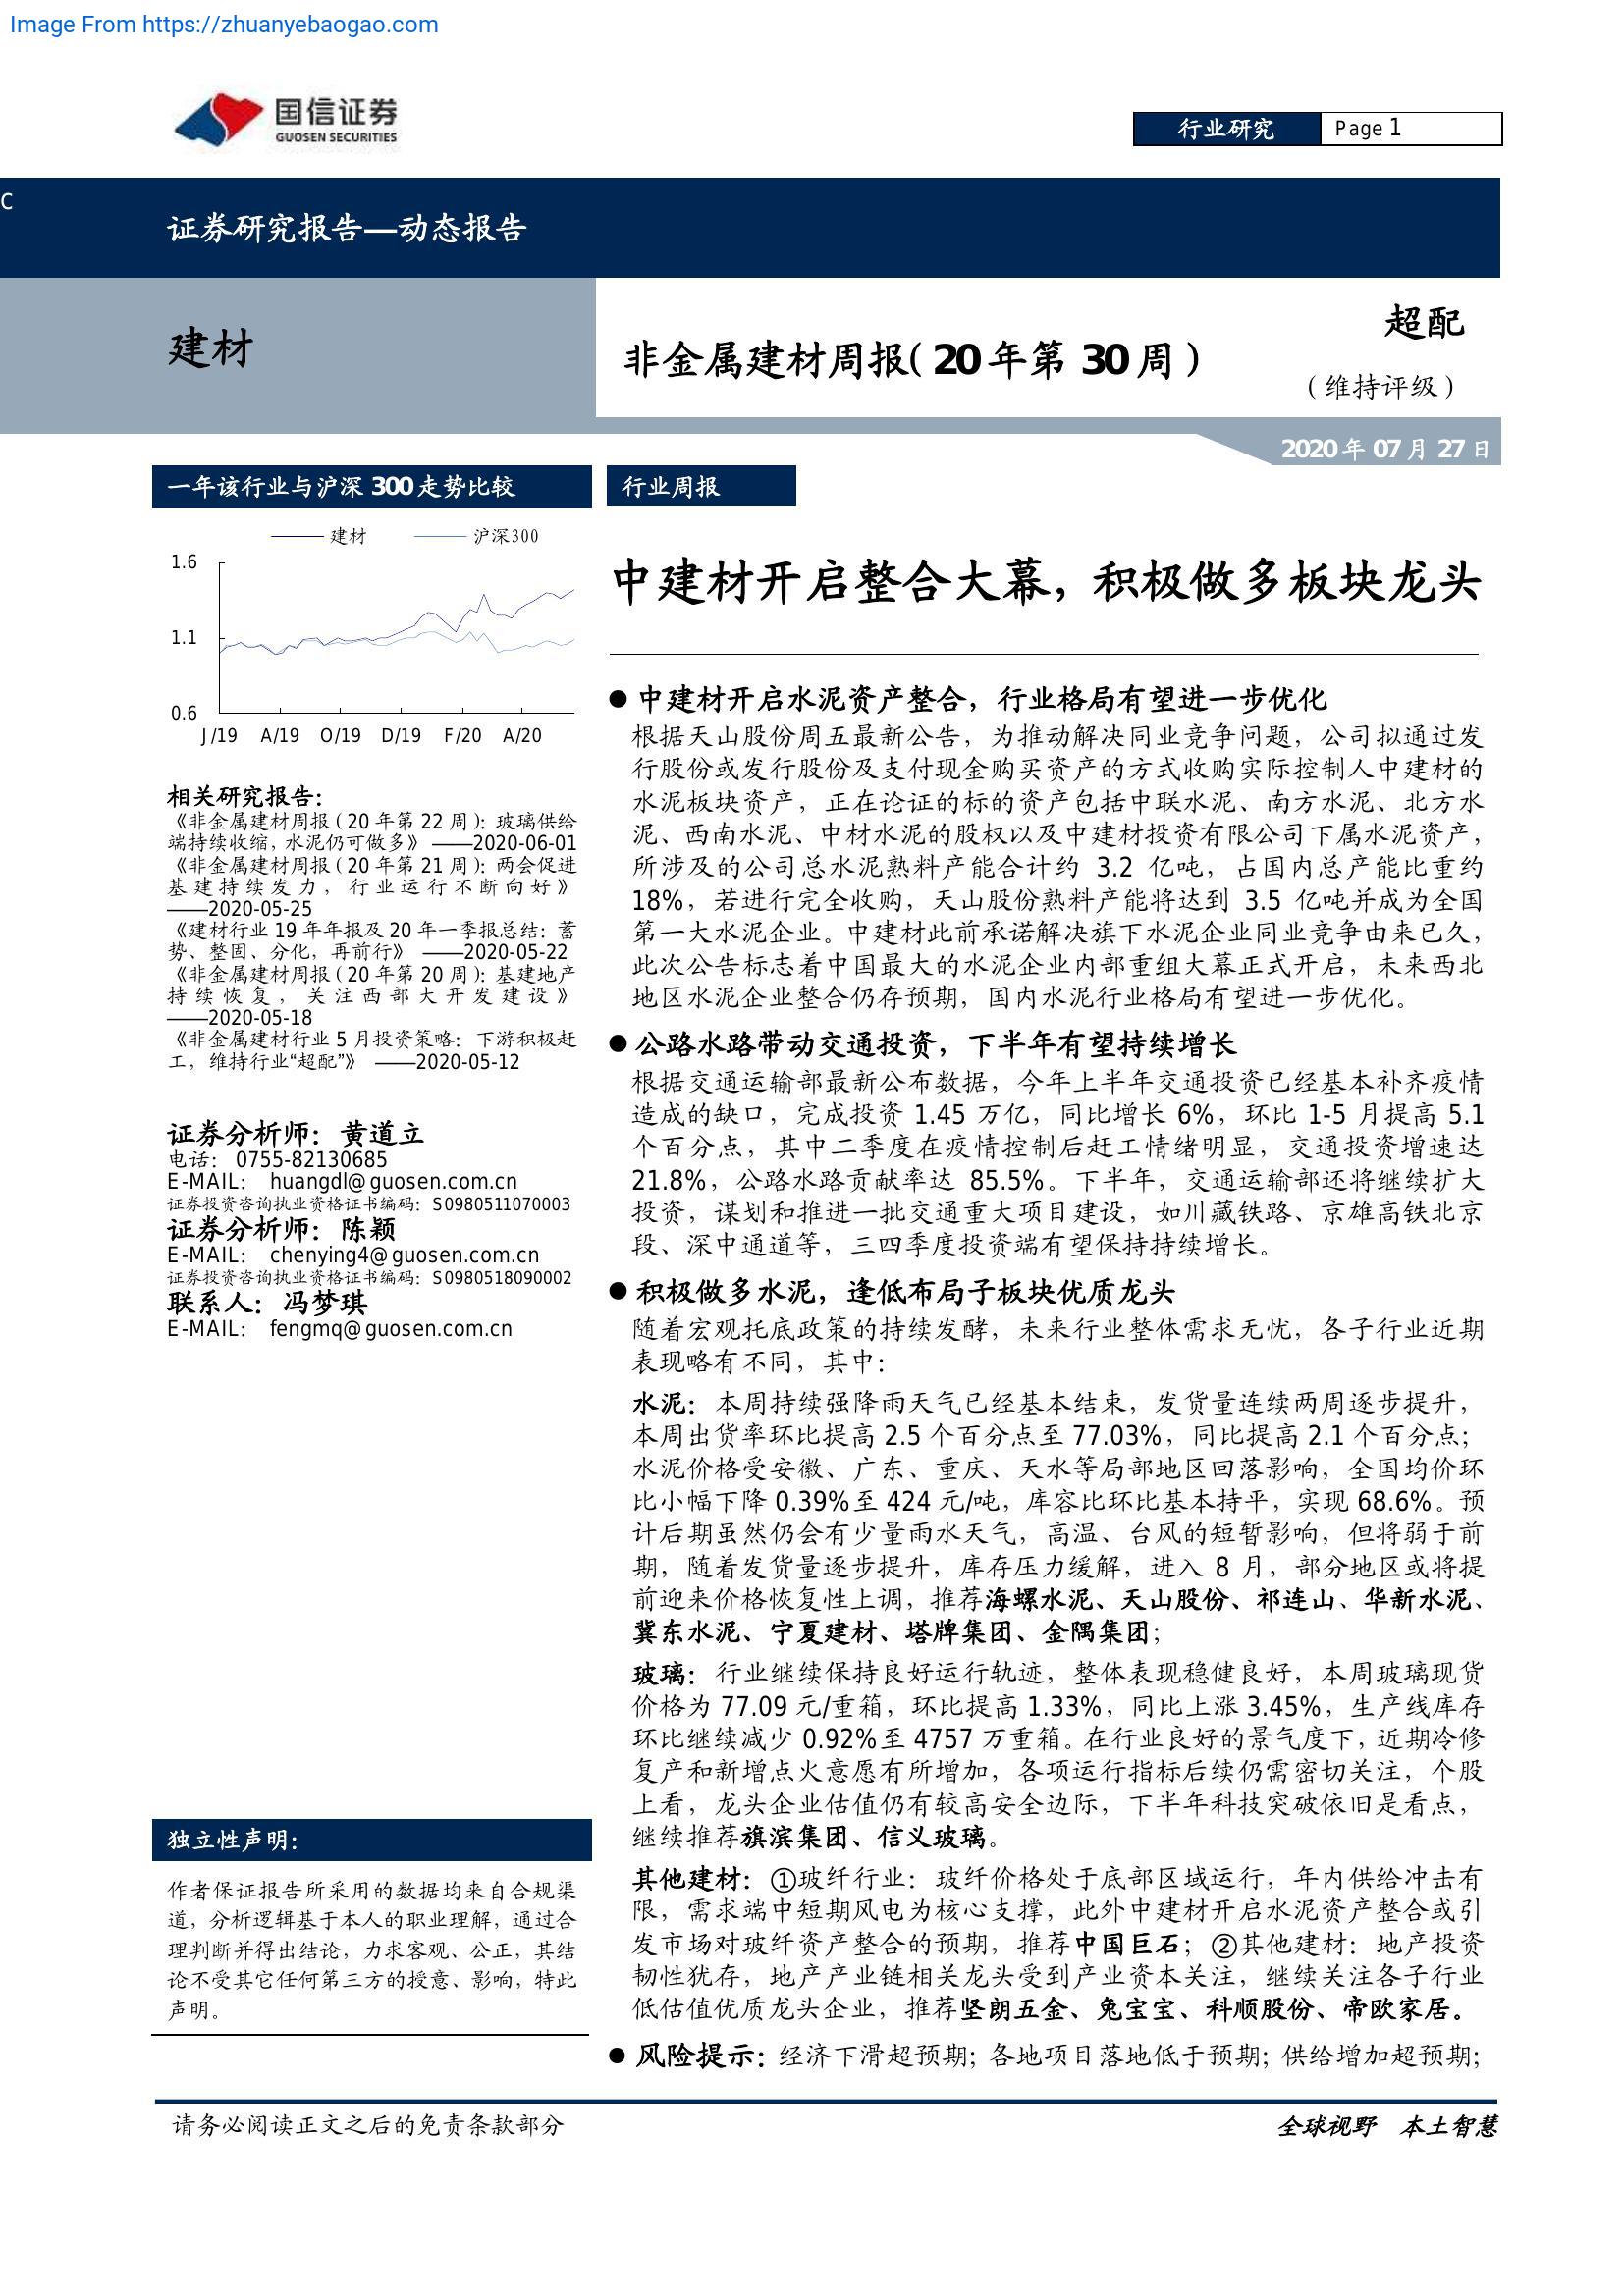 Image From https://zhuanyebaogao.com
国信证券
GUOSEN SECURITIES
行业研究
Page 1
C
证券研究报告—动态报告
建材
非金属建材周报(20年第30周)
超配
(维持评级)
2020年07月27日
一年该行业与沪深300走势比较
建材 沪深300
1.6
1.1
0.6
J/19 A/19 O/19 D/19 F/20 A/20
相关研究报告:
《非金属建材周报(20年第22周):玻璃供给
端持续收缩,水泥仍可做多》 ——2020-06-01
《非金属建材周报(20年第21周):两会促进
基建持续发力,行业运行不断向好》
——2020-05-25
《建材行业19年年报及20年一季报总结:蓄
势、整固、分化,再前行》 ——2020-05-22
《非金属建材周报(20年第20周):基建地产
持续恢复,关注西部大开发建设》
——2020-05-18
《非金属建材行业5月投资策略:下游积极赶
工,维持行业“超配”》 ——2020-05-12
证券分析师:黄道立
电话: 0755-82130685
E-MAIL: huangdl@guosen.com.cn
证券投资咨询执业资格证书编码:S0980511070003
证券分析师:陈颖
E-MAIL: chenying4@guosen.com.cn
证券投资咨询执业资格证书编码:S0980518090002
联系人:冯梦琪
E-MAIL: fengmq@guosen.com.cn
独立性声明:
作者保证报告所采用的数据均来自合规渠
道,分析逻辑基于本人的职业理解,通过合
理判断并得出结论,力求客观、公正,其结
论不受其它任何第三方的授意、影响,特此
声明。
行业周报
中建材开启整合大幕,积极做多板块龙头
● 中建材开启水泥资产整合,行业格局有望进一步优化
根据天山股份周五最新公告,为推动解决同业竞争问题,公司拟通过发
行股份或发行股份及支付现金购买资产的方式收购实际控制人中建材的
水泥板块资产,正在论证的标的资产包括中联水泥、南方水泥、北方水
泥、西南水泥、中材水泥的股权以及中建材投资有限公司下属水泥资产,
所涉及的公司总水泥熟料产能合计约 3.2 亿吨,占国内总产能比重约
18%,若进行完全收购,天山股份熟料产能将达到 3.5 亿吨并成为全国
第一大水泥企业。中建材此前承诺解决旗下水泥企业同业竞争由来已久,
此次公告标志着中国最大的水泥企业内部重组大幕正式开启,未来西北
地区水泥企业整合仍存预期,国内水泥行业格局有望进一步优化。
● 公路水路带动交通投资,下半年有望持续增长
根据交通运输部最新公布数据,今年上半年交通投资已经基本补齐疫情
造成的缺口,完成投资 1.45 万亿,同比增长 6%,环比 1-5 月提高 5.1
个百分点,其中二季度在疫情控制后赶工情绪明显,交通投资增速达
21.8%,公路水路贡献率达 85.5%。下半年,交通运输部还将继续扩大
投资,谋划和推进一批交通重大项目建设,如川藏铁路、京雄高铁北京
段、深中通道等,三四季度投资端有望保持持续增长。
● 积极做多水泥,逢低布局子板块优质龙头
随着宏观托底政策的持续发酵,未来行业整体需求无忧,各子行业近期
表现略有不同,其中:
水泥:本周持续强降雨天气已经基本结束,发货量连续两周逐步提升,
本周出货率环比提高 2.5 个百分点至 77.03%,同比提高 2.1 个百分点;
水泥价格受安徽、广东、重庆、天水等局部地区回落影响,全国均价环
比小幅下降 0.39%至 424 元/吨,库容比环比基本持平,实现 68.6%。预
计后期虽然仍会有少量雨水天气,高温、台风的短暂影响,但将弱于前
期,随着发货量逐步提升,库存压力缓解,进入 8 月,部分地区或将提
前迎来价格恢复性上调,推荐海螺水泥、天山股份、祁连山、华新水泥、
冀东水泥、宁夏建材、塔牌集团、金隅集团;
玻璃:行业继续保持良好运行轨迹,整体表现稳健良好,本周玻璃现货
价格为 77.09 元/重箱,环比提高 1.33%,同比上涨 3.45%,生产线库存
环比继续减少 0.92%至 4757 万重箱。在行业良好的景气度下,近期冷修
复产和新增点火意愿有所增加,各项运行指标后续仍需密切关注,个股
上看,龙头企业估值仍有较高安全边际,下半年科技突破依旧是看点,
继续推荐旗滨集团、信义玻璃。
其他建材:①玻纤行业:玻纤价格处于底部区域运行,年内供给冲击有
限,需求端中短期风电为核心支撑,此外中建材开启水泥资产整合或引
发市场对玻纤资产整合的预期,推荐中国巨石;②其他建材:地产投资
韧性犹存,地产产业链相关龙头受到产业资本关注,继续关注各子行业
低估值优质龙头企业,推荐坚朗五金、兔宝宝、科顺股份、帝欧家居。
● 风险提示:经济下滑超预期;各地项目落地低于预期;供给增加超预期;
请务必阅读正文之后的免责条款部分
全球视野 本土智慧